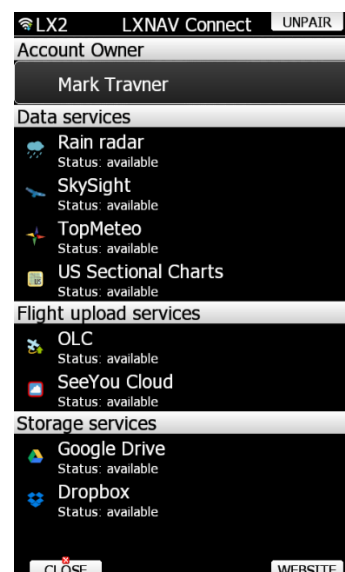 LX2 LXNAV Connect UNPAIR
Account Owner
Mark Travner
Data services
Rain radar
Status: available
SkySight
Status: available
TopMeteo
Status: available
US Sectional Charts
Status: available
Flight upload services
OLC
Status: available
SeeYou Cloud
Status: available
Storage services
Google Drive
Status: available
Dropbox
Status: available
CLOSE WEBSITE